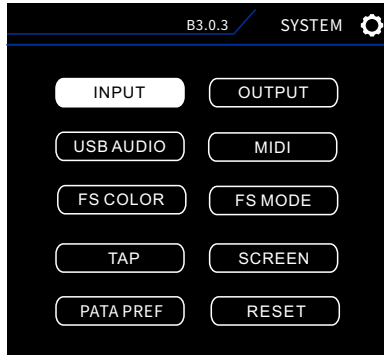 B3.0.3 SYSTEM
INPUT OUTPUT
USB AUDIO MIDI
FS COLOR FS MODE
TAP SCREEN
PATA PREF RESET